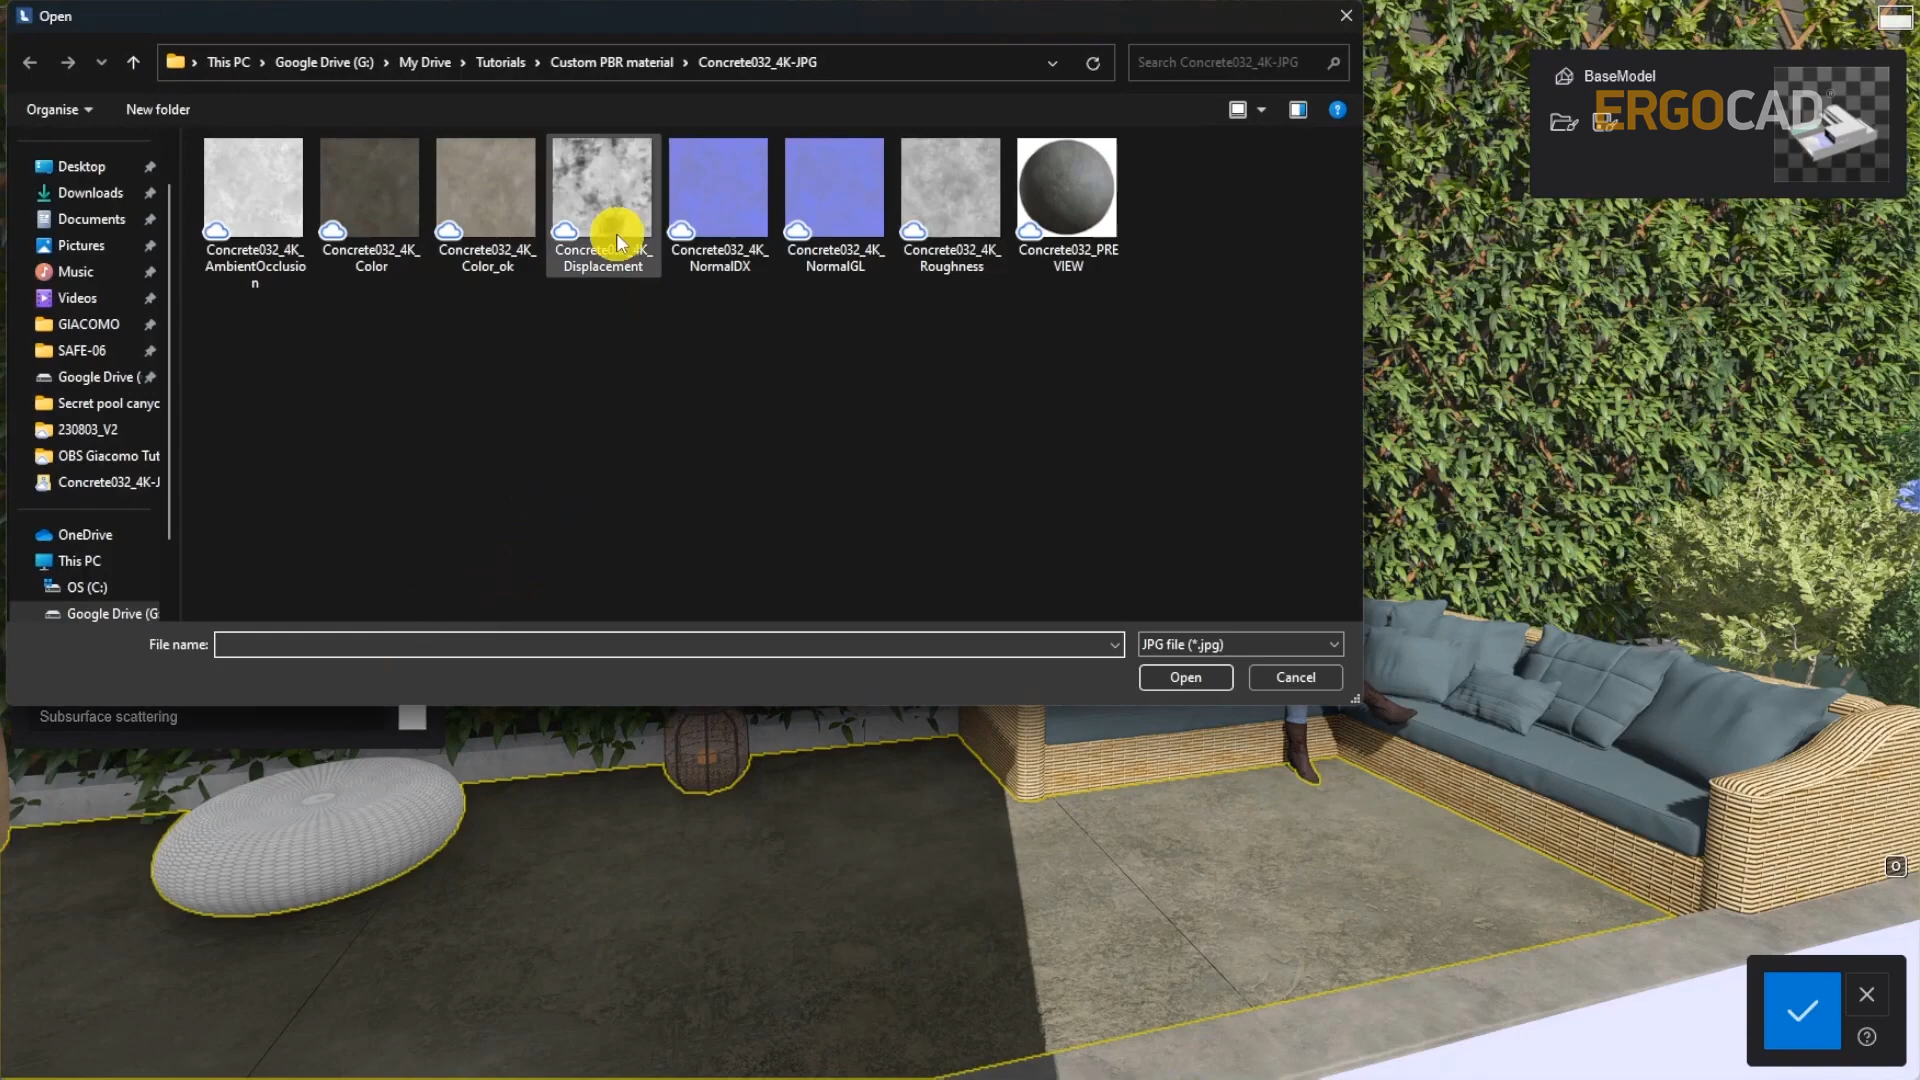 Open
This PC > Google Drive (G:) > My Drive > Tutorials > Custom PBR material > Concrete032_4K-JPG
Search Concrete032_4K-JPG
Organise
New folder
Desktop
Downloads
Documents
Pictures
Music
Videos
GIACOMO
SAFE-06
Google Drive (
Secret pool canyc
230803_V2
OBS Giacomo Tut
Concrete032_4K-J
OneDrive
This PC
OS (C:)
Google Drive (G
Concrete032_4K_
AmbientOcclusio
n
Concrete032_4K_
Color
Concrete032_4K_
Color_ok
Concrete032_4K_
Displacement
Concrete032_4K_
NormalDX
Concrete032_4K_
NormalGL
Concrete032_4K_
Roughness
Concrete032_PRE
VIEW
File name:
JPG file (*.jpg)
Open
Cancel
Subsurface scattering
BaseModel
ERGOCAD®